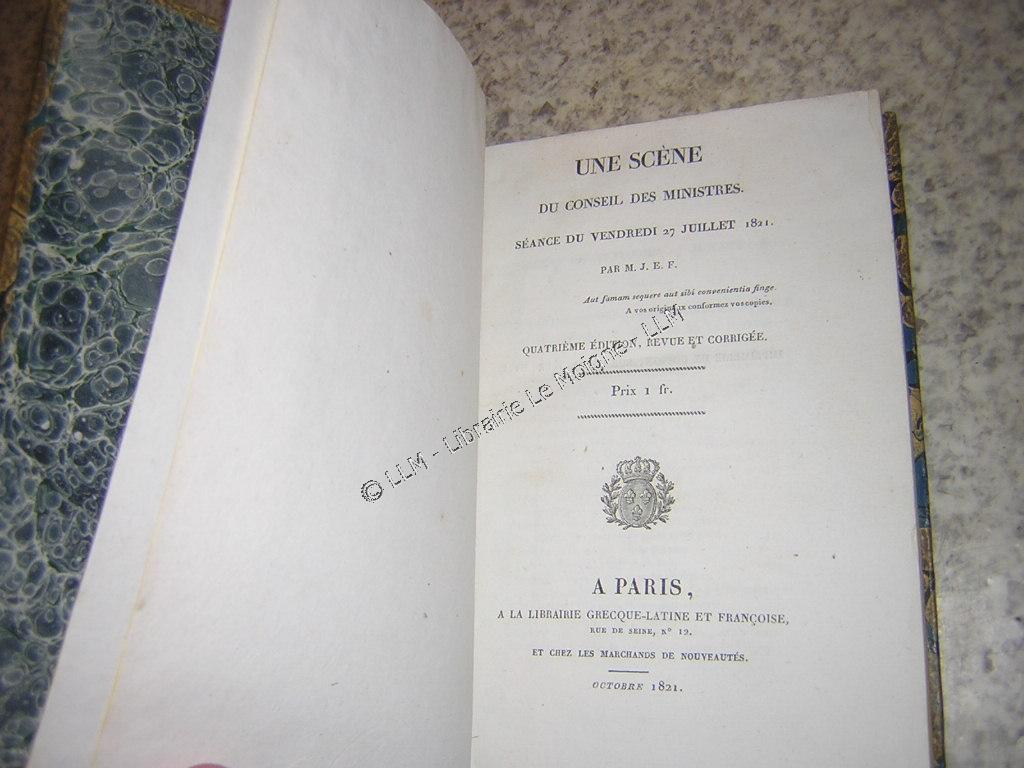 UNE SCÈNE
DU CONSEIL DES MINISTRES.
SÉANCE DU VENDREDI 27 JUILLET 1821.
PAR M. J. E. F.
Aut famam sequere aut sibi convenientia finge.
A vos originaux conformez vos copies.
QUATRIÈME ÉDITION, REVUE ET CORRIGÉE.
Prix 1 fr.
A PARIS,
A LA LIBRAIRIE GRECQUE-LATINE ET FRANÇOISE,
RUE DE SEINE, N° 12.
ET CHEZ LES MARCHANDS DE NOUVEAUTÉS.
OCTOBRE 1821.
© LLM - Librairie Le Moigne - LLM